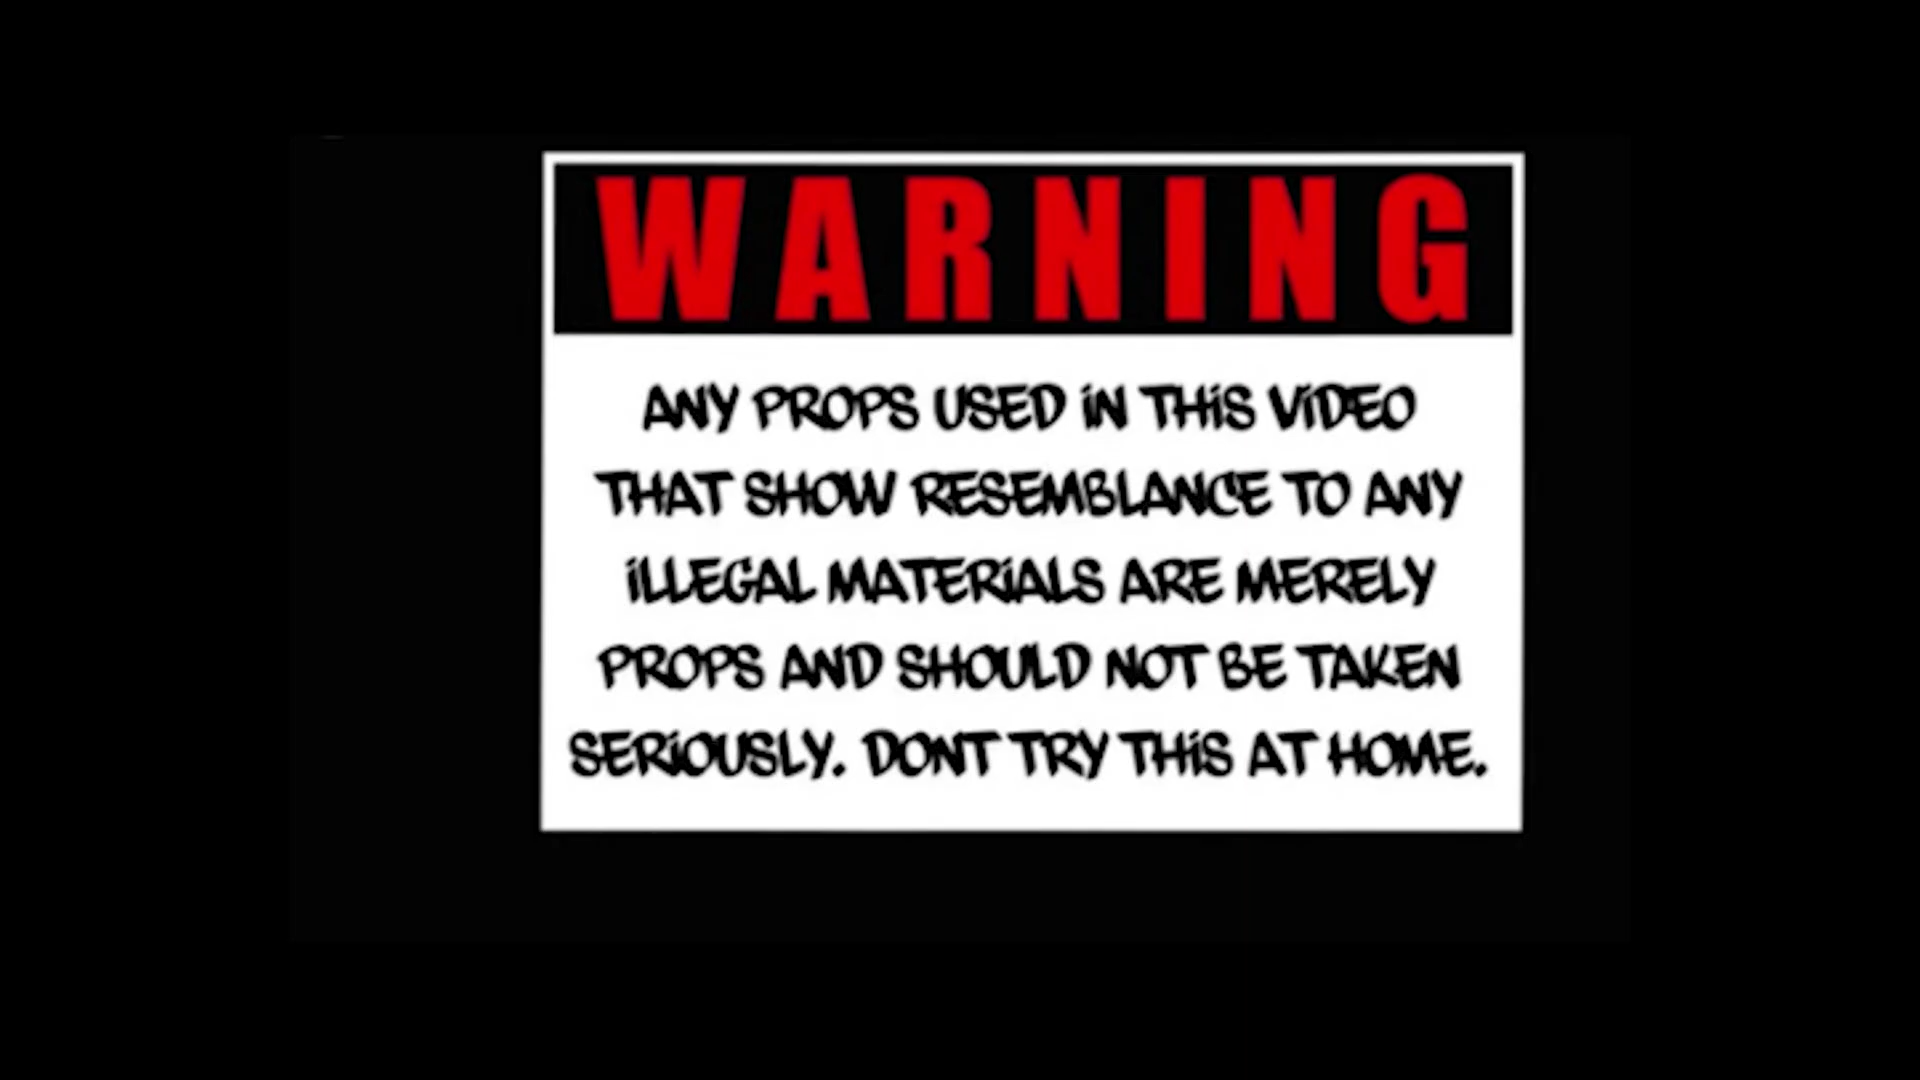 WARNING
ANY PROPS USED iN THiS ViDEO
THAT SHOW RESEMBLANCE TO ANY
iLLEGAL MATERiALS ARE MERELY
PROPS AND SHOULD NOT BE TAKEN
SERiOUSLY. DONT TRY THiS AT HOME.